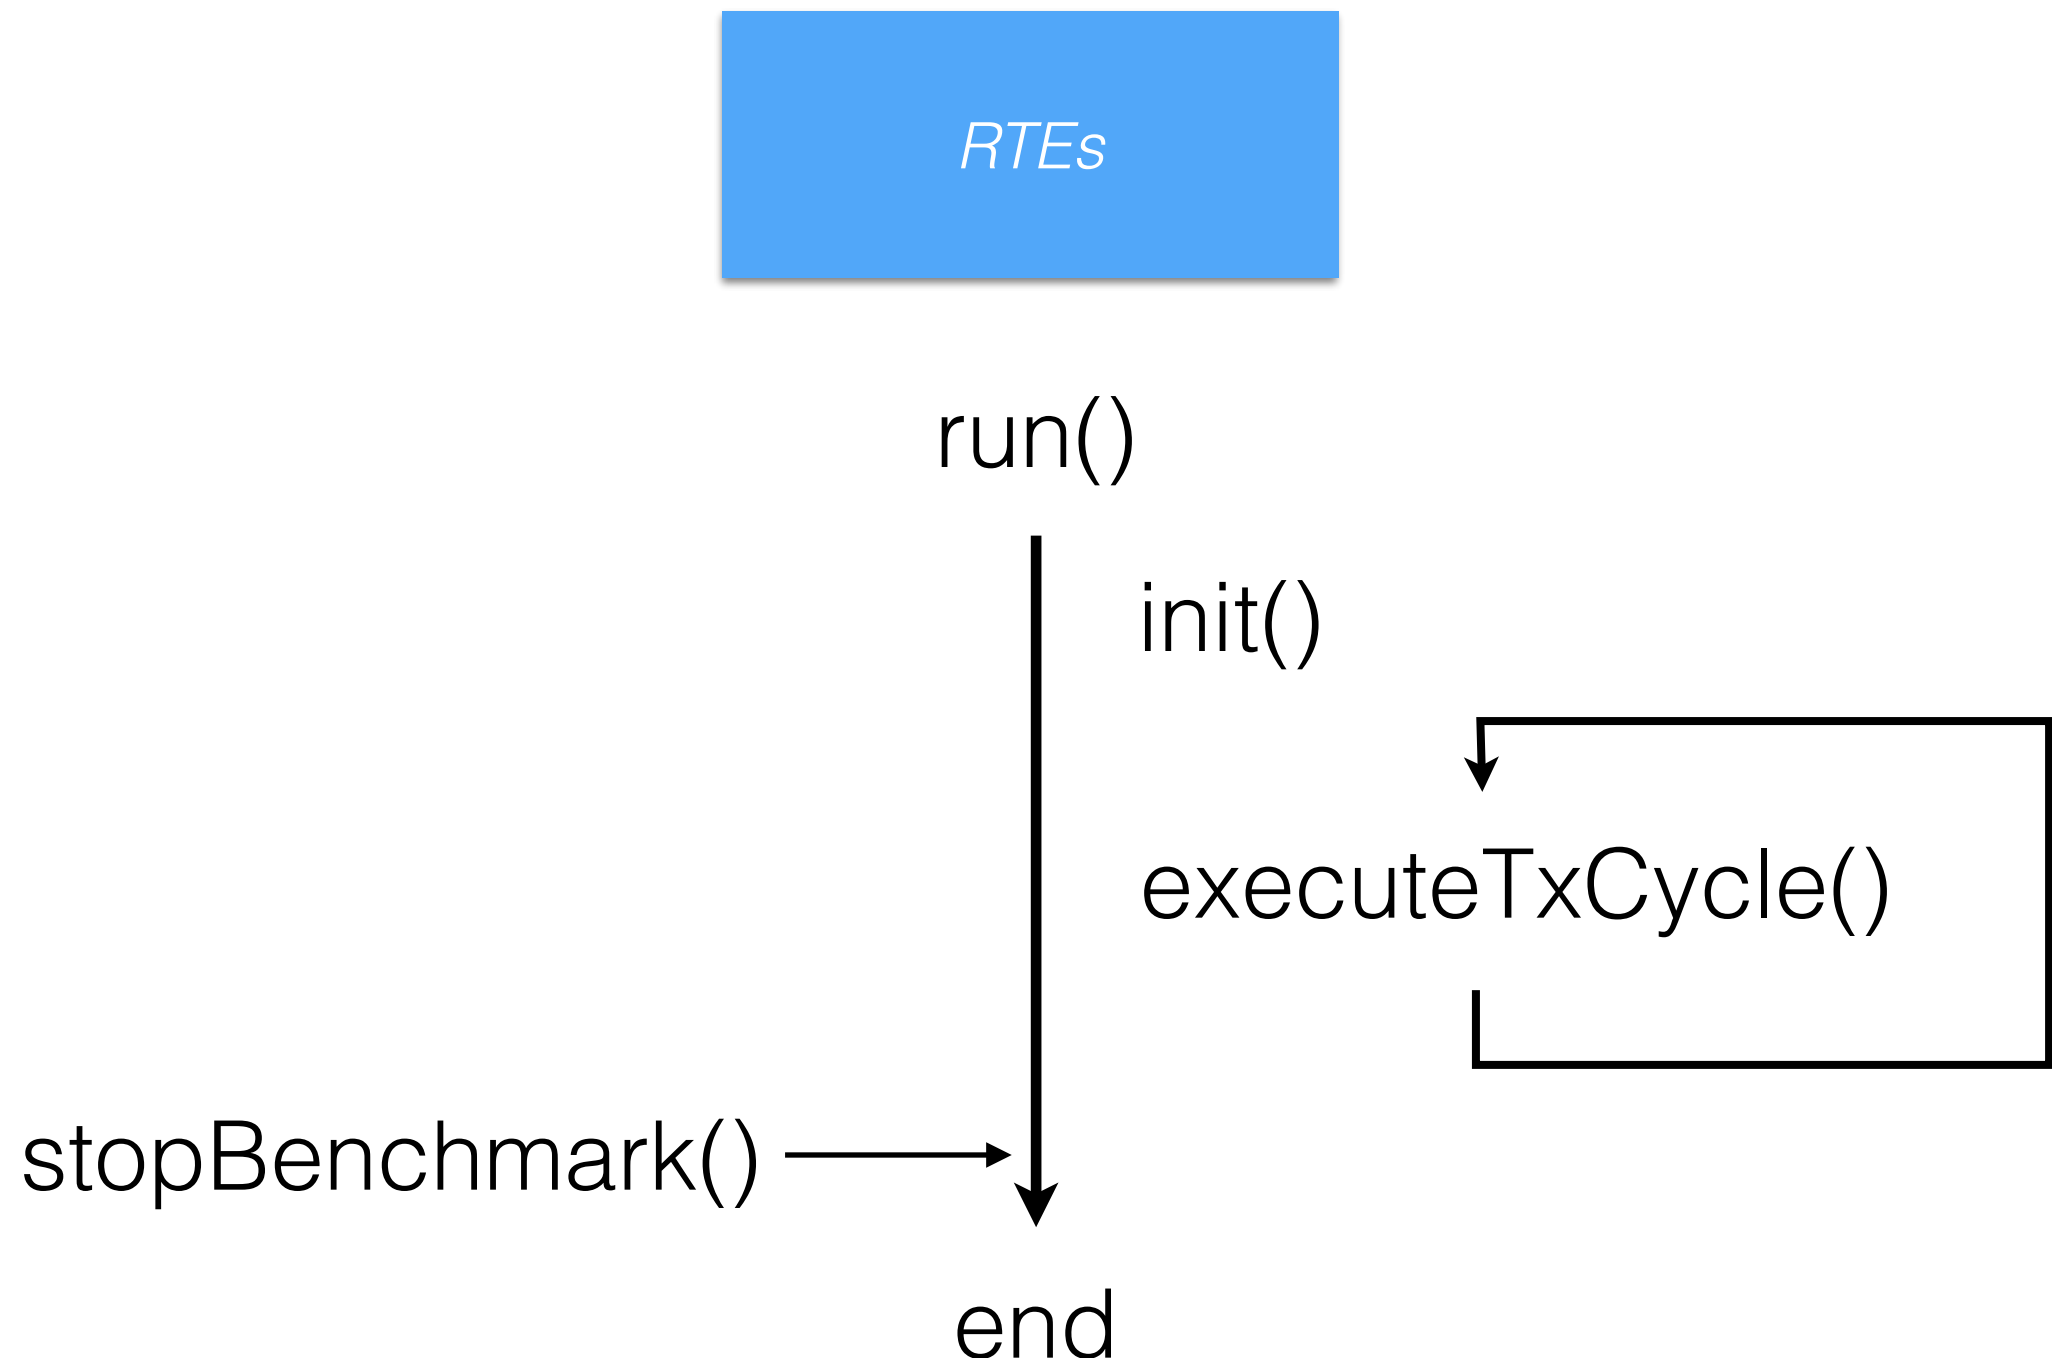 RTEs
run()
init()
executeTxCycle()
stopBenchmark()
end